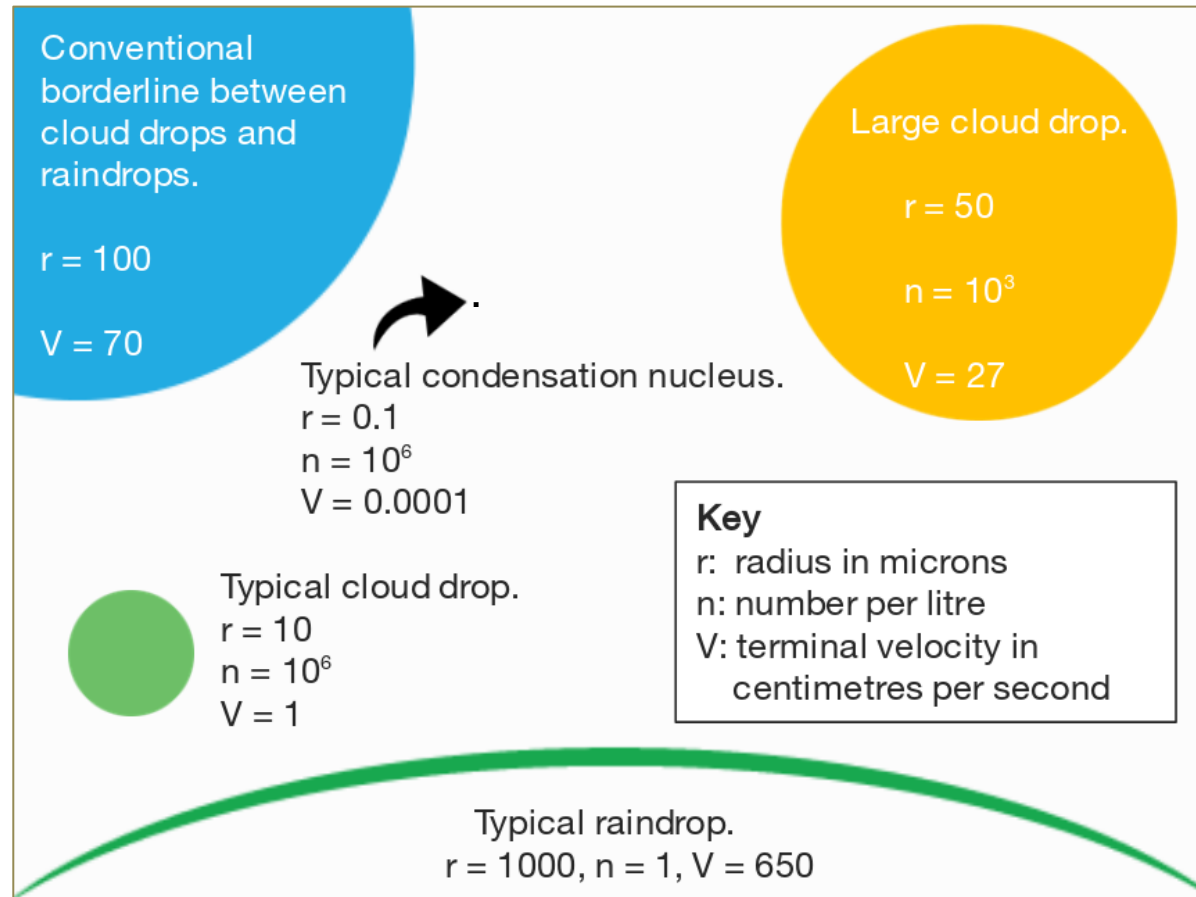 Conventional
borderline between
cloud drops and
raindrops.
r = 100
V = 70
Large cloud drop.
r = 50
n = 10³
V = 27
Typical condensation nucleus.
r = 0.1
n = 10⁶
V = 0.0001
Key
r: radius in microns
n: number per litre
V: terminal velocity in
centimetres per second
Typical cloud drop.
r = 10
n = 10⁶
V = 1
Typical raindrop.
r = 1000, n = 1, V = 650